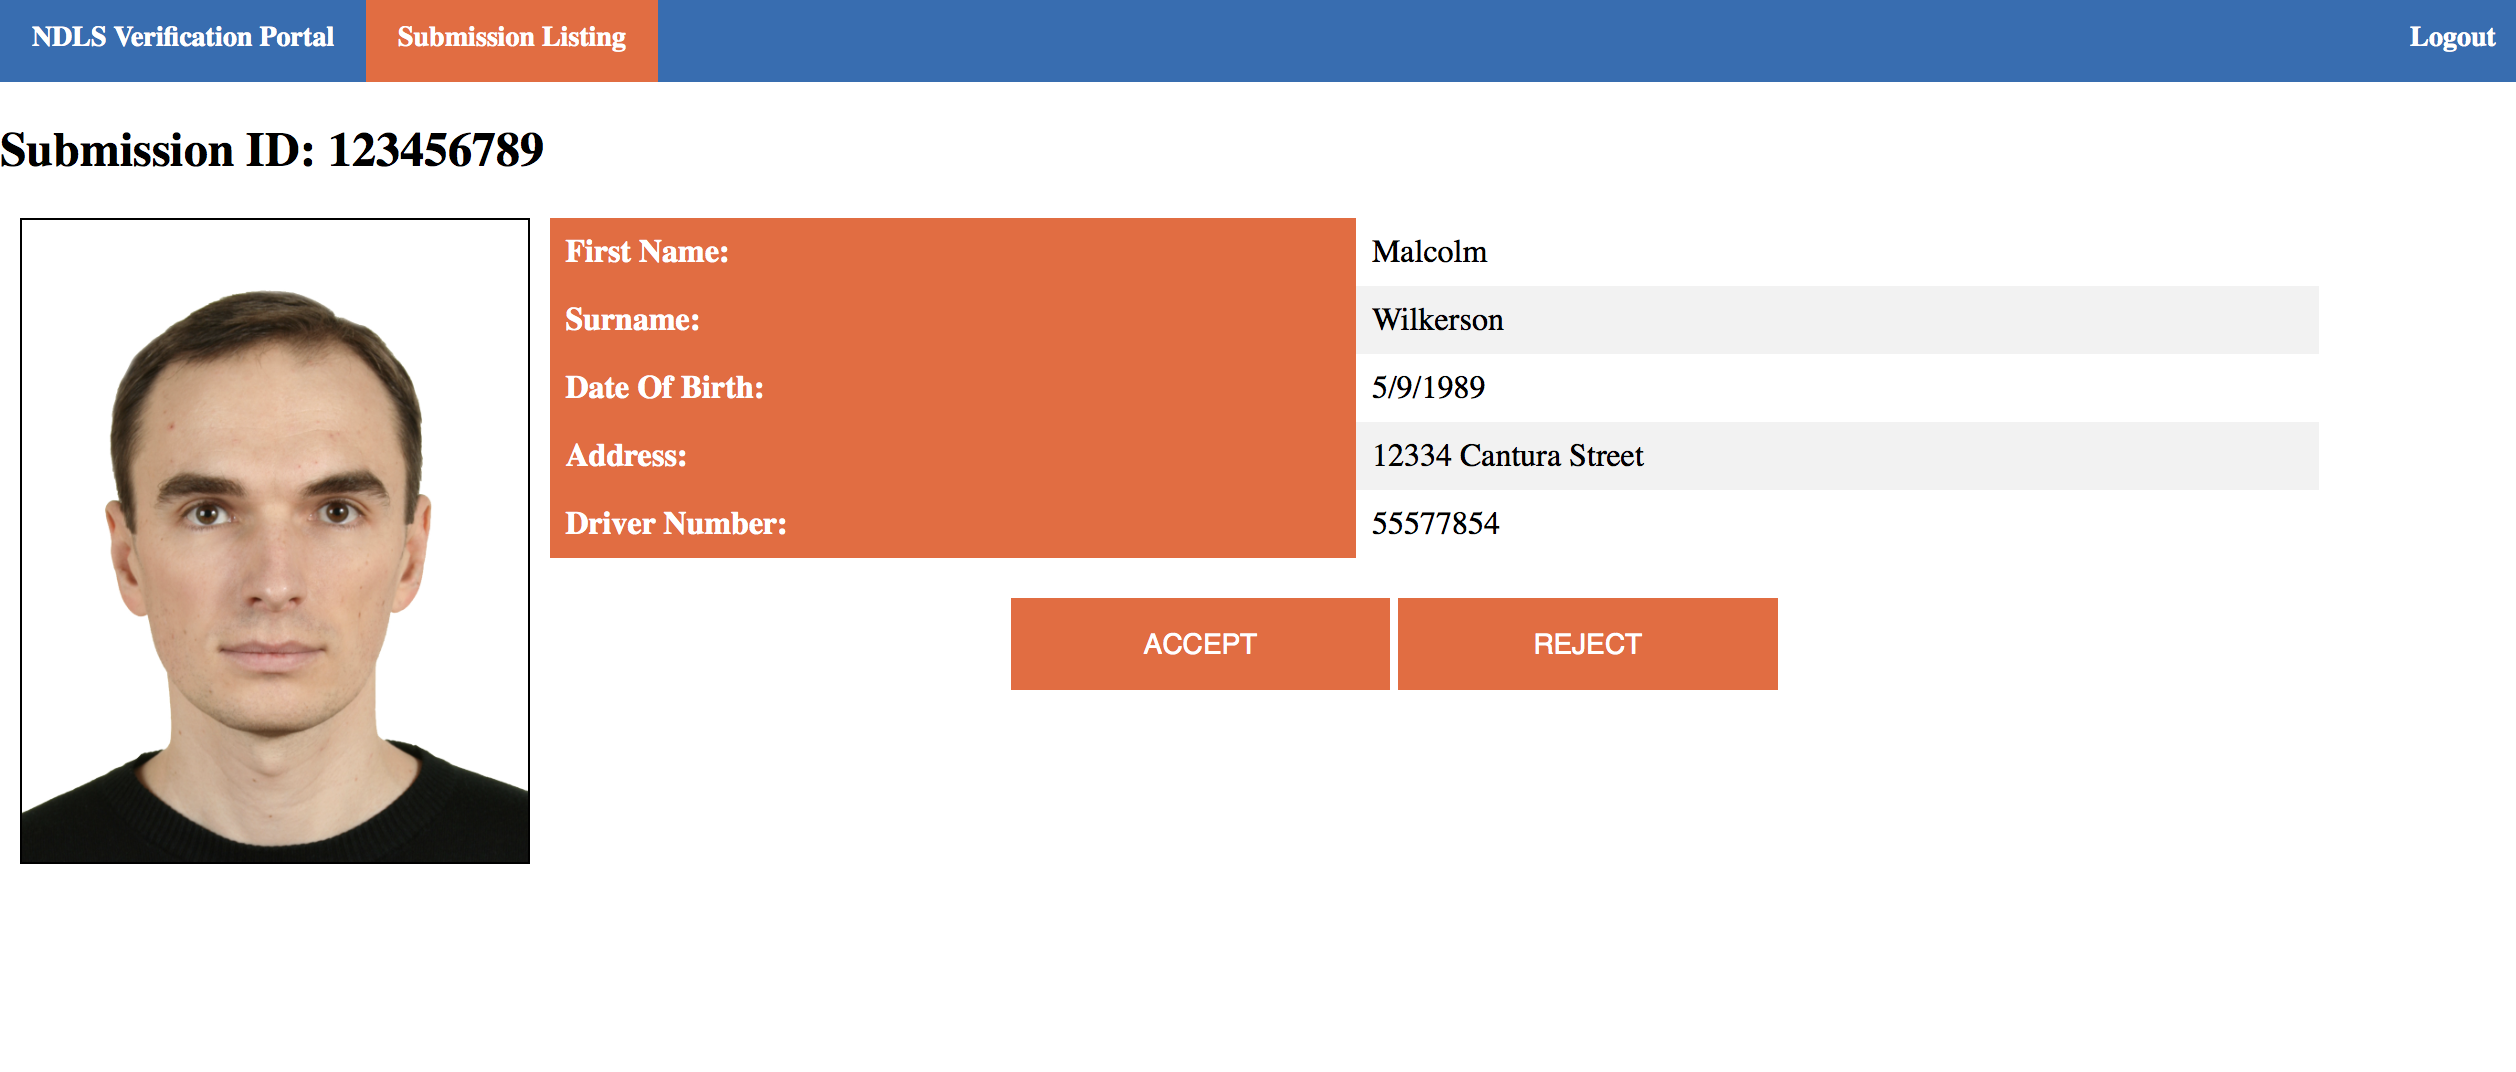 NDLS Verification Portal Submission Listing Logout
Submission ID: 123456789
First Name: Malcolm
Surname: Wilkerson
Date Of Birth: 5/9/1989
Address: 12334 Cantura Street
Driver Number: 55577854
ACCEPT REJECT